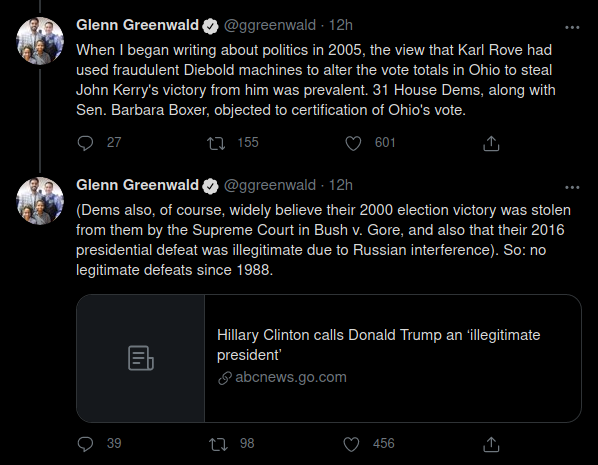 Glenn Greenwald @ggreenwald · 12h
When I began writing about politics in 2005, the view that Karl Rove had
used fraudulent Diebold machines to alter the vote totals in Ohio to steal
John Kerry's victory from him was prevalent. 31 House Dems, along with
Sen. Barbara Boxer, objected to certification of Ohio's vote.
27 155 601
Glenn Greenwald @ggreenwald · 12h
(Dems also, of course, widely believe their 2000 election victory was stolen
from them by the Supreme Court in Bush v. Gore, and also that their 2016
presidential defeat was illegitimate due to Russian interference). So: no
legitimate defeats since 1988.
Hillary Clinton calls Donald Trump an ‘illegitimate
president’
abcnews.go.com
39 98 456